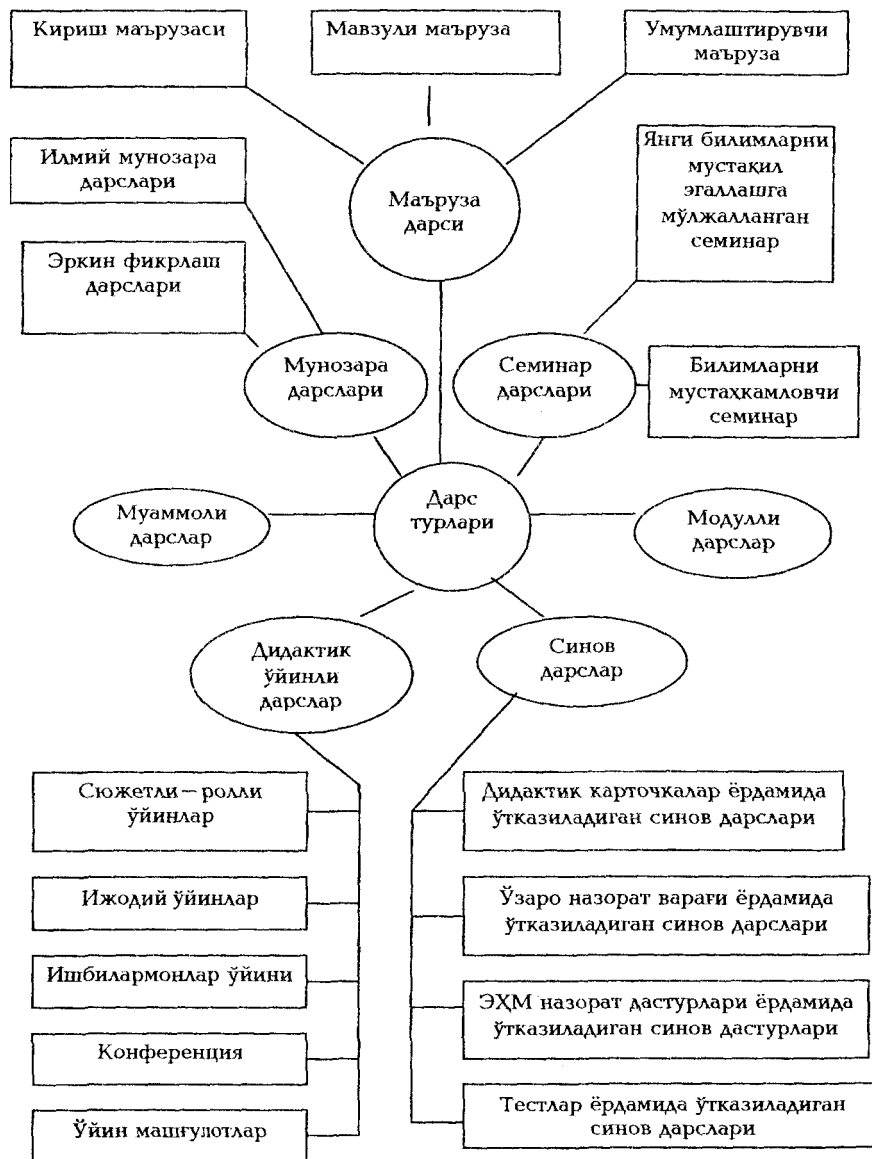 Кириш маърузаси
Мавзули маъруза
Умумлаштирувчи
маъруза
Илмий мунозара
дарслари
Маъруза
дарси
Янги билимларни
мустақил
эгаллашга
мўлжалланган
семинар
Эркин фикрлаш
дарслари
Мунозара
дарслари
Семинар
дарслари
Билимларни
мустаҳкамловчи
семинар
Муаммоли
дарслар
Дарс
турлари
Модулли
дарслар
Дидактик
ўйинли
дарслар
Синов
дарслар
Сюжетли–ролли
ўйинлар
Ижодий ўйинлар
Ишбилармонлар ўйини
Конференция
Ўйин машғулотлар
Дидактик карточкалар ёрдамида
ўтказиладиган синов дарслари
Ўзаро назорат варағи ёрдамида
ўтказиладиган синов дарслари
ЭҲМ назорат дастурлари ёрдамида
ўтказиладиган синов дастурлари
Тестлар ёрдамида ўтказиладиган
синов дарслари